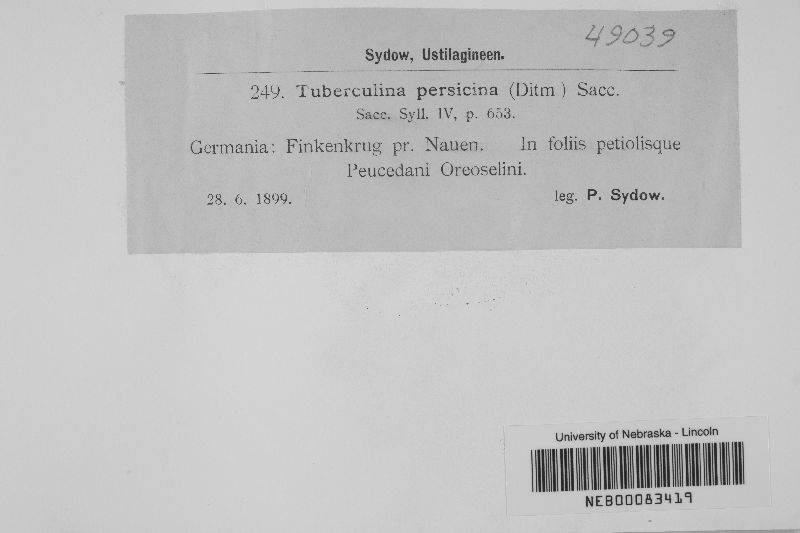 49039
Sydow, Ustilagineen.
249. Tuberculina persicina (Ditm ) Sacc.
Sacc. Syll. IV, p. 653.
Germania: Finkenkrug pr. Nauen. In foliis petiolisque
Peucedani Oreoselini.
28. 6. 1899. leg. P. Sydow.
University of Nebraska - Lincoln
NEB00083419